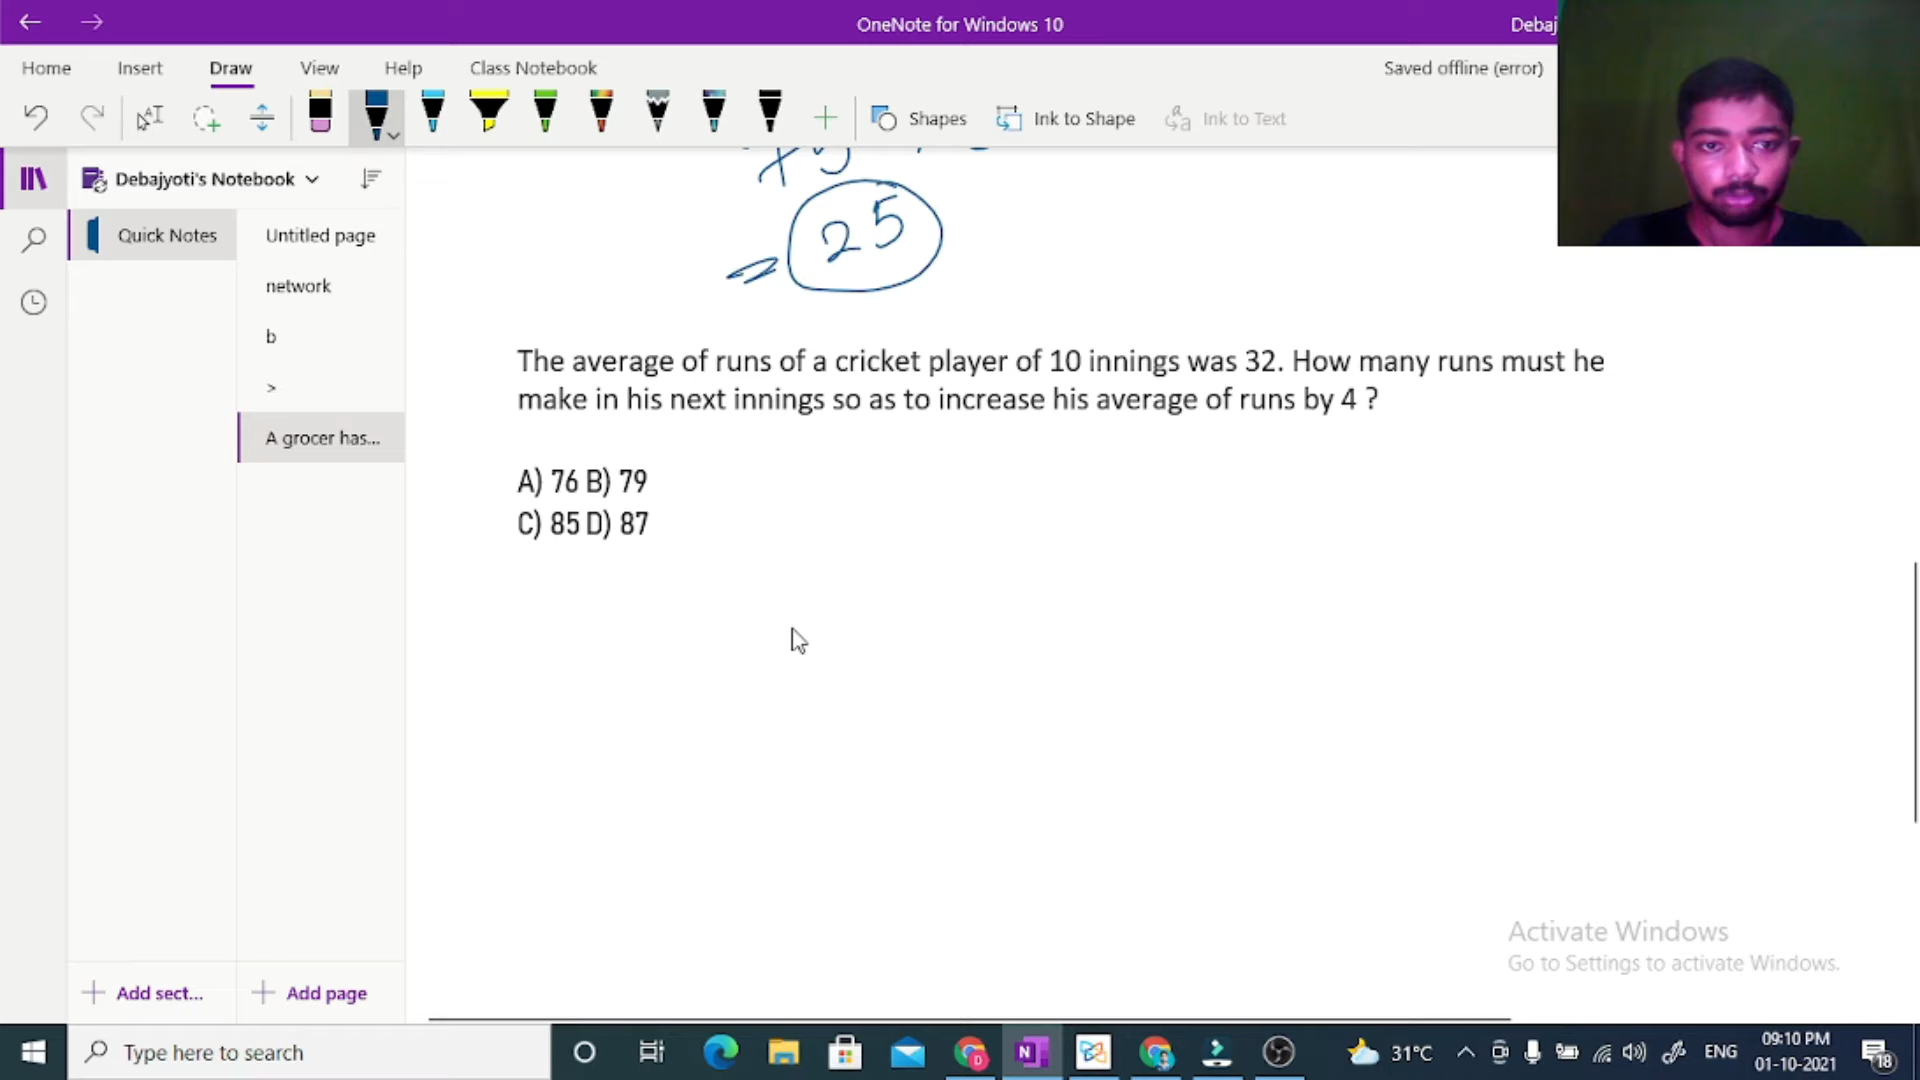 OneNote for Windows 10
Home Insert Draw View Help Class Notebook
Saved offline (error)
Shapes Ink to Shape Ink to Text
Debajyoti's Notebook
Quick Notes
Untitled page
network
b
>
A grocer has...
= 25
The average of runs of a cricket player of 10 innings was 32. How many runs must he
make in his next innings so as to increase his average of runs by 4 ?
A) 76 B) 79
C) 85 D) 87
Activate Windows
Go to Settings to activate Windows.
+ Add sect...
+ Add page
Type here to search
31°C
ENG
09:10 PM
01-10-2021
18